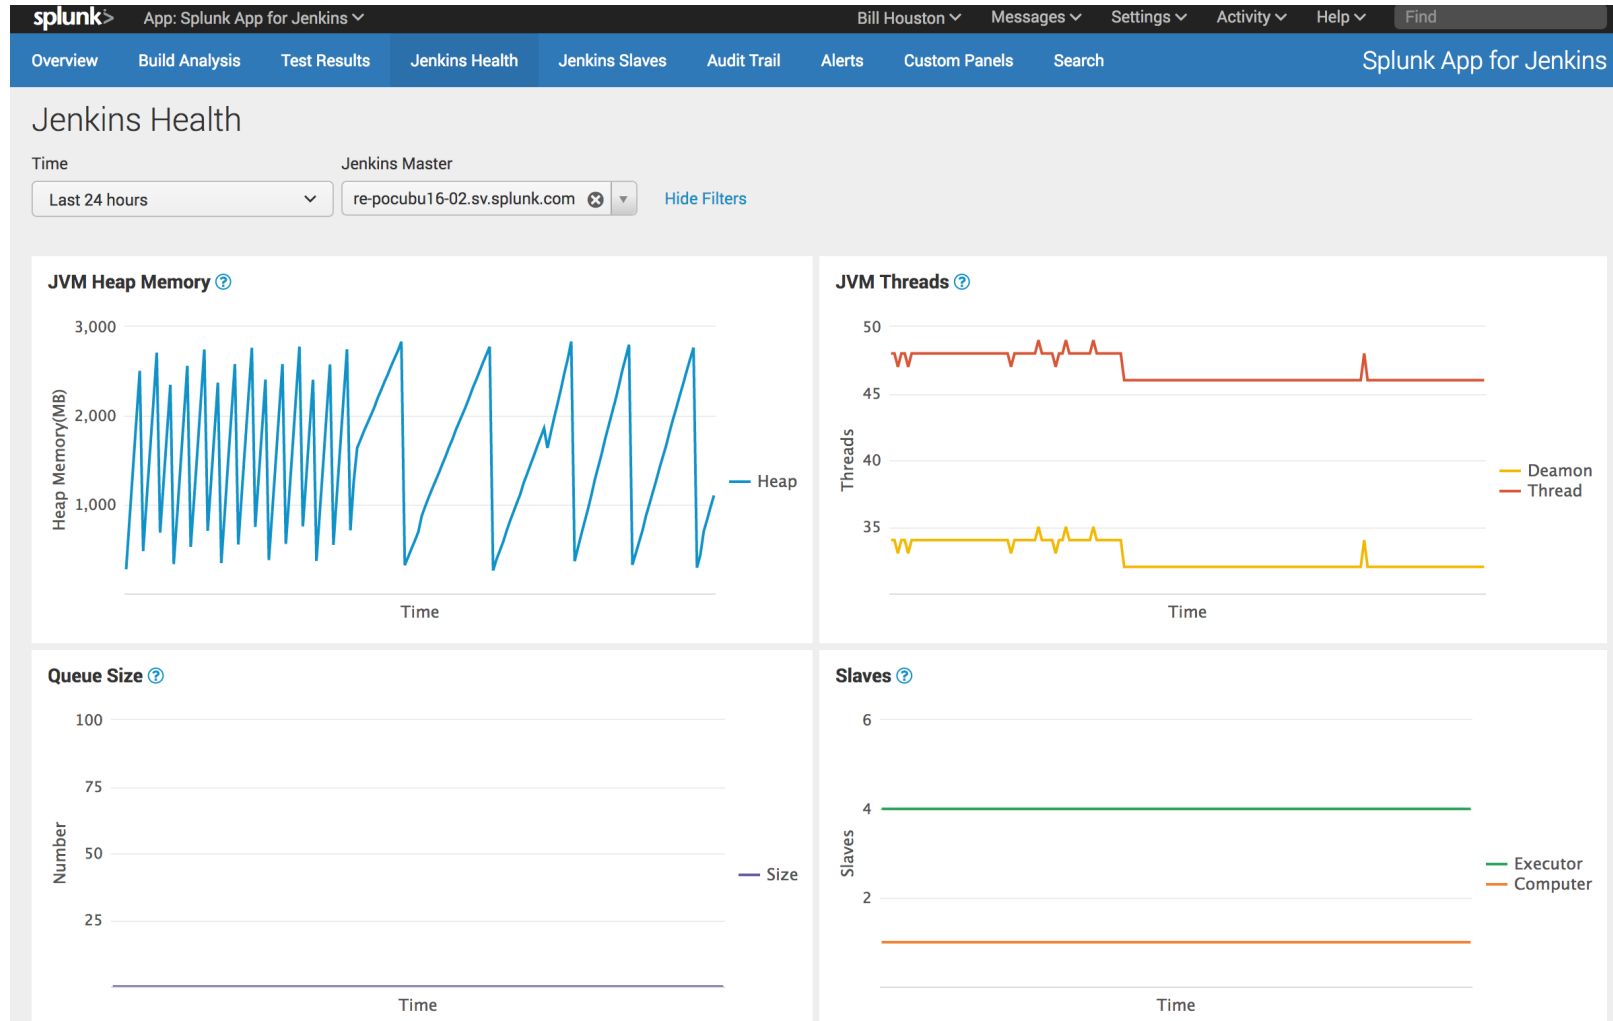 splunk> App: Splunk App for Jenkins Bill Houston Messages Settings Activity Help Find
Overview Build Analysis Test Results Jenkins Health Jenkins Slaves Audit Trail Alerts Custom Panels Search Splunk App for Jenkins
Jenkins Health
Time Jenkins Master
Last 24 hours re-pocubu16-02.sv.splunk.com Hide Filters
JVM Heap Memory ?
3,000
2,000
1,000
Heap Memory(MB)
Heap
Time
JVM Threads ?
50
45
40
35
Threads
Deamon
Thread
Time
Queue Size ?
100
75
50
25
Number
Size
Time
Slaves ?
6
4
2
Slaves
Executor
Computer
Time